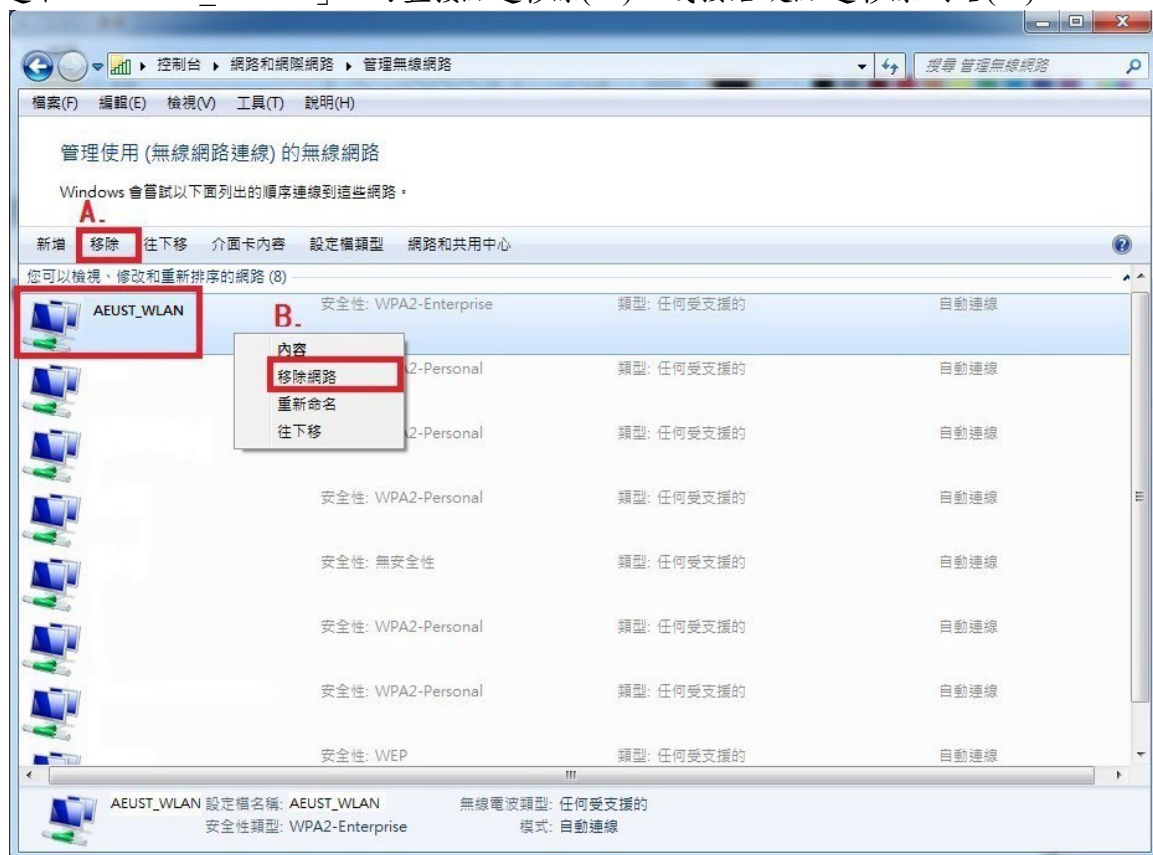 控制台 ▸ 網路和網際網路 ▸ 管理無線網路 搜尋 管理無線網路
檔案(F) 編輯(E) 檢視(V) 工具(T) 說明(H)
管理使用 (無線網路連線) 的無線網路
Windows 會嘗試以下面列出的順序連線到這些網路。
A.
新增 移除 往下移 介面卡內容 設定檔類型 網路和共用中心
您可以檢視、修改和重新排序的網路 (8)
AEUST_WLAN 安全性: WPA2-Enterprise 類型: 任何受支援的 自動連線
B.
內容
移除網路
重新命名
往下移
2-Personal 類型: 任何受支援的 自動連線
2-Personal 類型: 任何受支援的 自動連線
安全性: WPA2-Personal 類型: 任何受支援的 自動連線
安全性: 無安全性 類型: 任何受支援的 自動連線
安全性: WPA2-Personal 類型: 任何受支援的 自動連線
安全性: WPA2-Personal 類型: 任何受支援的 自動連線
安全性: WEP 類型: 任何受支援的 自動連線
AEUST_WLAN 設定檔名稱: AEUST_WLAN 無線電波類型: 任何受支援的
安全性類型: WPA2-Enterprise 模式: 自動連線